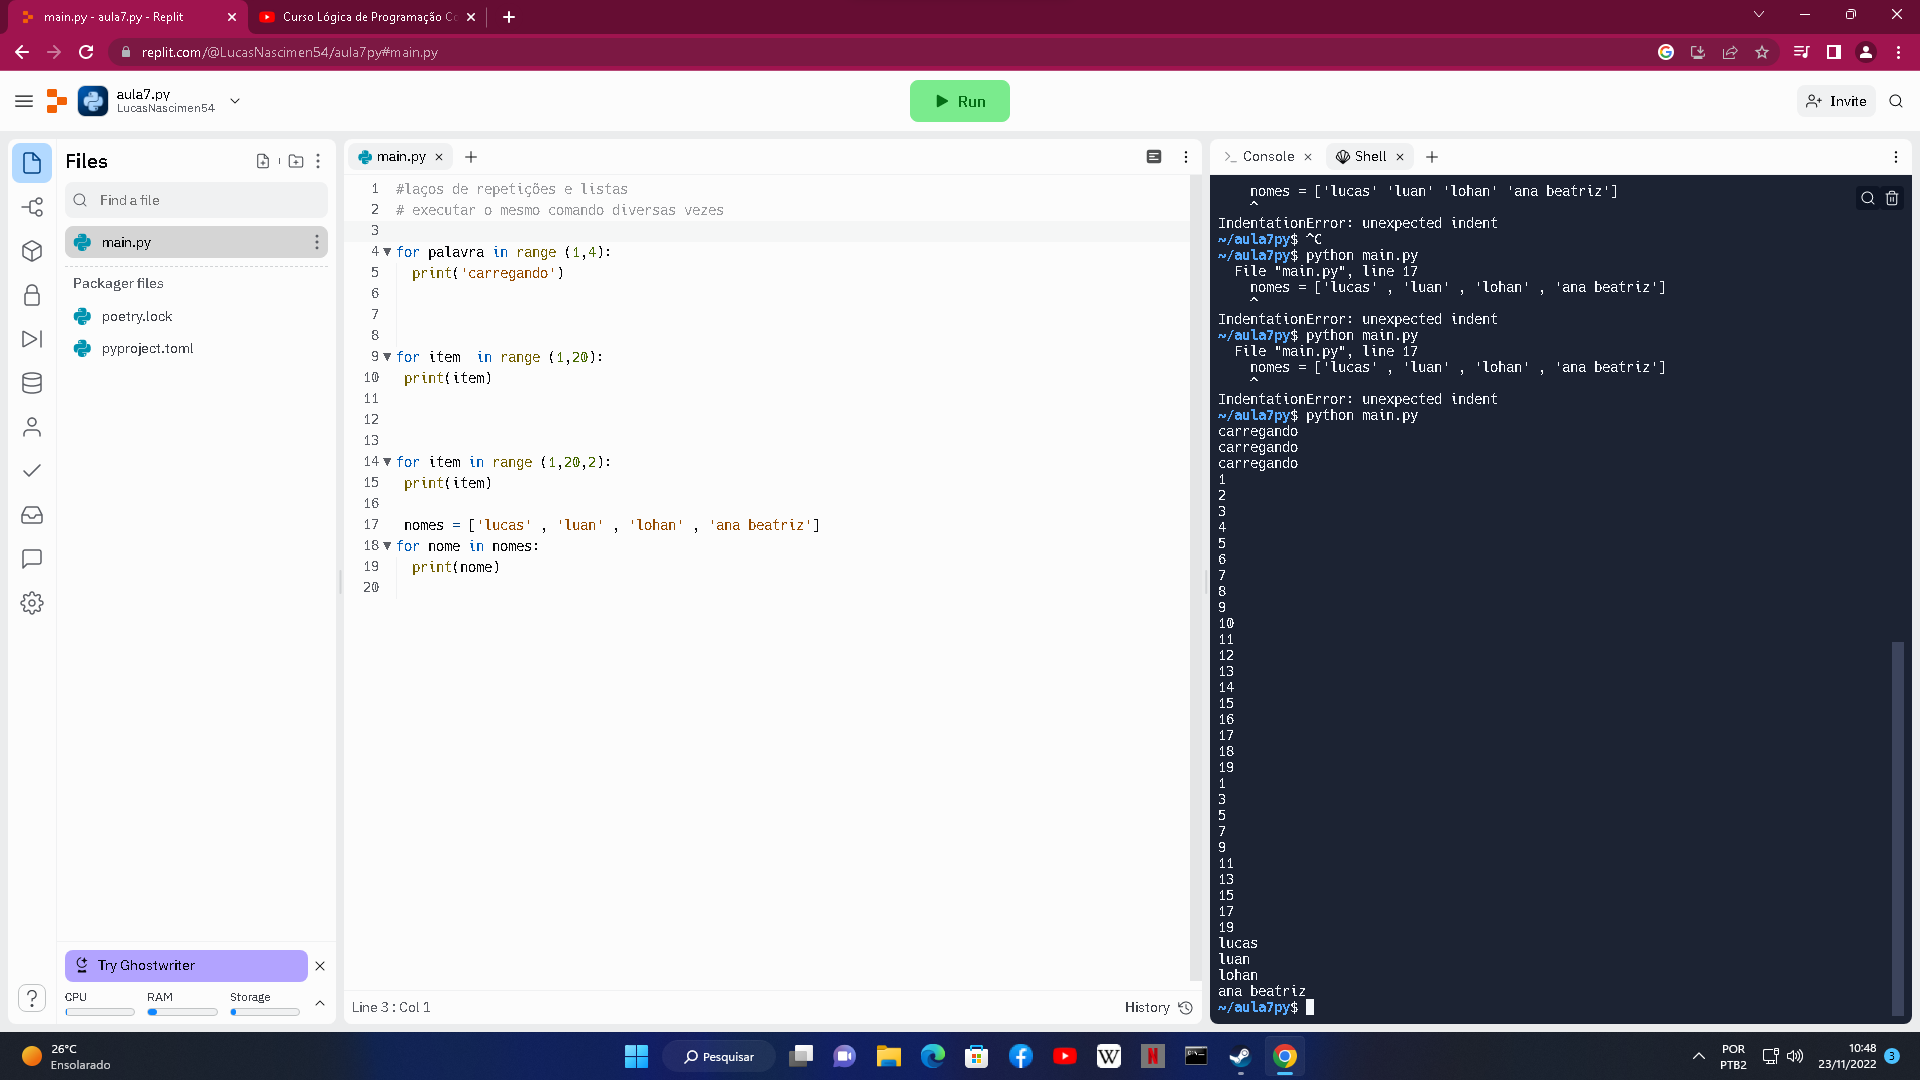 main.py - aula7.py - Replit
Curso Lógica de Programação Co
replit.com/@LucasNascimen54/aula7py#main.py
aula7.py
LucasNascimen54
Run
Invite
Files
Find a file
main.py
Packager files
poetry.lock
pyproject.toml
Try Ghostwriter
CPU RAM Storage
main.py
1 #laços de repetições e listas
2 # executar o mesmo comando diversas vezes
3
4 for palavra in range (1,4):
5 print('carregando')
6
7
8
9 for item  in range (1,20):
10 print(item)
11
12
13
14 for item in range (1,20,2):
15 print(item)
16
17 nomes = ['lucas' , 'luan' , 'lohan' , 'ana beatriz']
18 for nome in nomes:
19 print(nome)
20
Line 3 : Col 1
History
Console
Shell
nomes = ['lucas' 'luan' 'lohan' 'ana beatriz']
^
IndentationError: unexpected indent
~/aula7py$ ^C
~/aula7py$ python main.py
File "main.py", line 17
nomes = ['lucas' , 'luan' , 'lohan' , 'ana beatriz']
^
IndentationError: unexpected indent
~/aula7py$ python main.py
File "main.py", line 17
nomes = ['lucas' , 'luan' , 'lohan' , 'ana beatriz']
^
IndentationError: unexpected indent
~/aula7py$ python main.py
carregando
carregando
carregando
1
2
3
4
5
6
7
8
9
10
11
12
13
14
15
16
17
18
19
1
3
5
7
9
11
13
15
17
19
lucas
luan
lohan
ana beatriz
~/aula7py$
26°C
Ensolarado
Pesquisar
POR
PTB2
10:48
23/11/2022
3